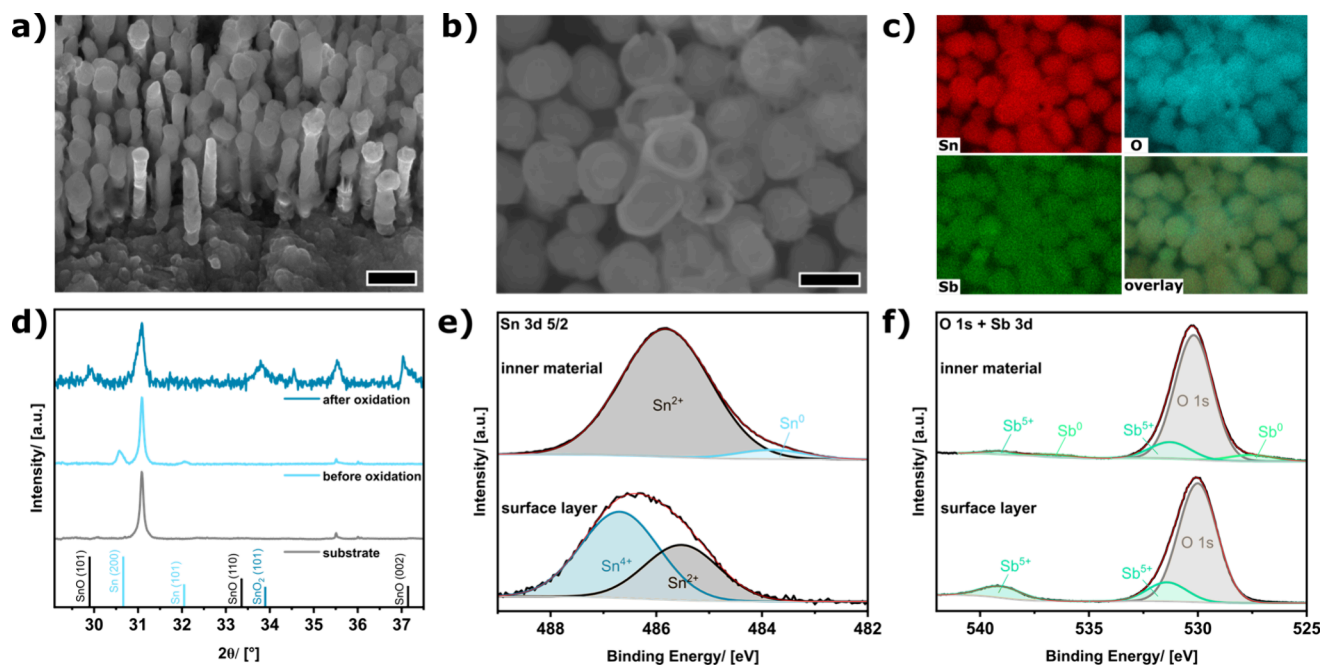 a)
b)
c)
Sn
O
Sb
overlay
d)
Intensity/ [a.u.]
after oxidation
before oxidation
substrate
SnO (101)
Sn (200)
Sn (101)
SnO (110)
SnO₂ (101)
SnO (002)
30 31 32 33 34 35 36 37
2θ/ [°]
e)
Intensity/ [a.u.]
Sn 3d 5/2
inner material
Sn²⁺
Sn⁰
surface layer
Sn⁴⁺
Sn²⁺
488 486 484 482
Binding Energy/ [eV]
f)
Intensity/ [a.u.]
O 1s + Sb 3d
inner material
Sb⁵⁺
Sb⁰
Sb⁵⁺
O 1s
Sb⁰
surface layer
Sb⁵⁺
Sb⁵⁺
O 1s
540 535 530 525
Binding Energy/ [eV]